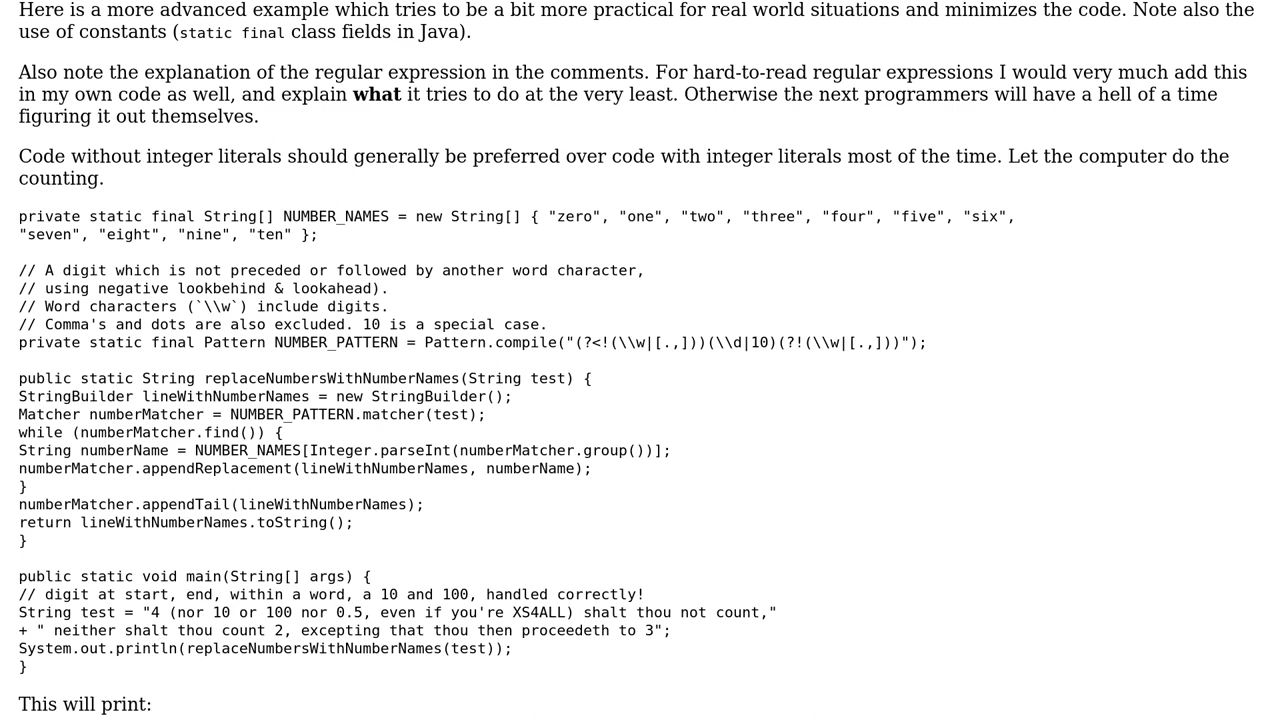 Here is a more advanced example which tries to be a bit more practical for real world situations and minimizes the code. Note also the
use of constants (static final class fields in Java).
Also note the explanation of the regular expression in the comments. For hard-to-read regular expressions I would very much add this
in my own code as well, and explain what it tries to do at the very least. Otherwise the next programmers will have a hell of a time
figuring it out themselves.
Code without integer literals should generally be preferred over code with integer literals most of the time. Let the computer do the
counting.
private static final String[] NUMBER_NAMES = new String[] { "zero", "one", "two", "three", "four", "five", "six",
"seven", "eight", "nine", "ten" };
// A digit which is not preceded or followed by another word character,
// using negative lookbehind & lookahead).
// Word characters (`\\w`) include digits.
// Comma's and dots are also excluded. 10 is a special case.
private static final Pattern NUMBER_PATTERN = Pattern.compile("(?<!(\\w|[.,]))(\\d|10)(?!(\\w|[.,]))");
public static String replaceNumbersWithNumberNames(String test) {
StringBuilder lineWithNumberNames = new StringBuilder();
Matcher numberMatcher = NUMBER_PATTERN.matcher(test);
while (numberMatcher.find()) {
String numberName = NUMBER_NAMES[Integer.parseInt(numberMatcher.group())];
numberMatcher.appendReplacement(lineWithNumberNames, numberName);
}
numberMatcher.appendTail(lineWithNumberNames);
return lineWithNumberNames.toString();
}
public static void main(String[] args) {
// digit at start, end, within a word, a 10 and 100, handled correctly!
String test = "4 (nor 10 or 100 nor 0.5, even if you're XS4ALL) shalt thou not count,"
+ " neither shalt thou count 2, excepting that thou then proceedeth to 3";
System.out.println(replaceNumbersWithNumberNames(test));
}
This will print: